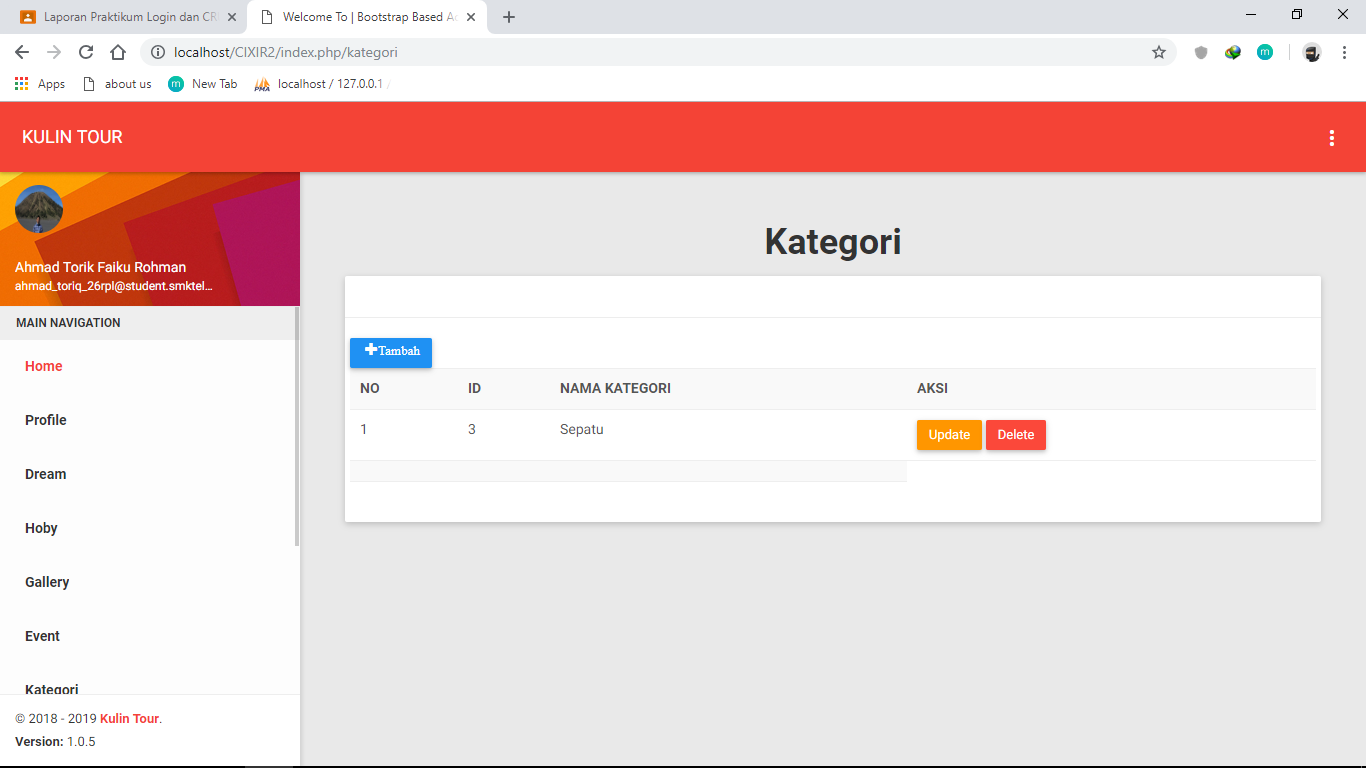 Laporan Praktikum Login dan CR
Welcome To | Bootstrap Based Ad
localhost/CIXIR2/index.php/kategori
Apps
about us
m
New Tab
PMA
localhost / 127.0.0.1 /
m
KULIN TOUR
Ahmad Torik Faiku Rohman
ahmad_toriq_26rpl@student.smktel...
MAIN NAVIGATION
Home
Profile
Dream
Hoby
Gallery
Event
Kategori
© 2018 - 2019 Kulin Tour.
Version: 1.0.5
Kategori
Tambah
NO ID NAMA KATEGORI AKSI
1 3 Sepatu Update Delete